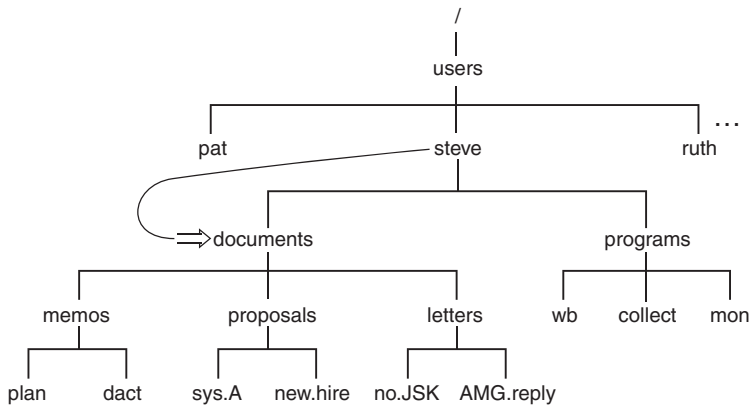 /
users
pat steve ruth ...
documents programs
memos proposals letters wb collect mon
plan dact sys.A new.hire no.JSK AMG.reply